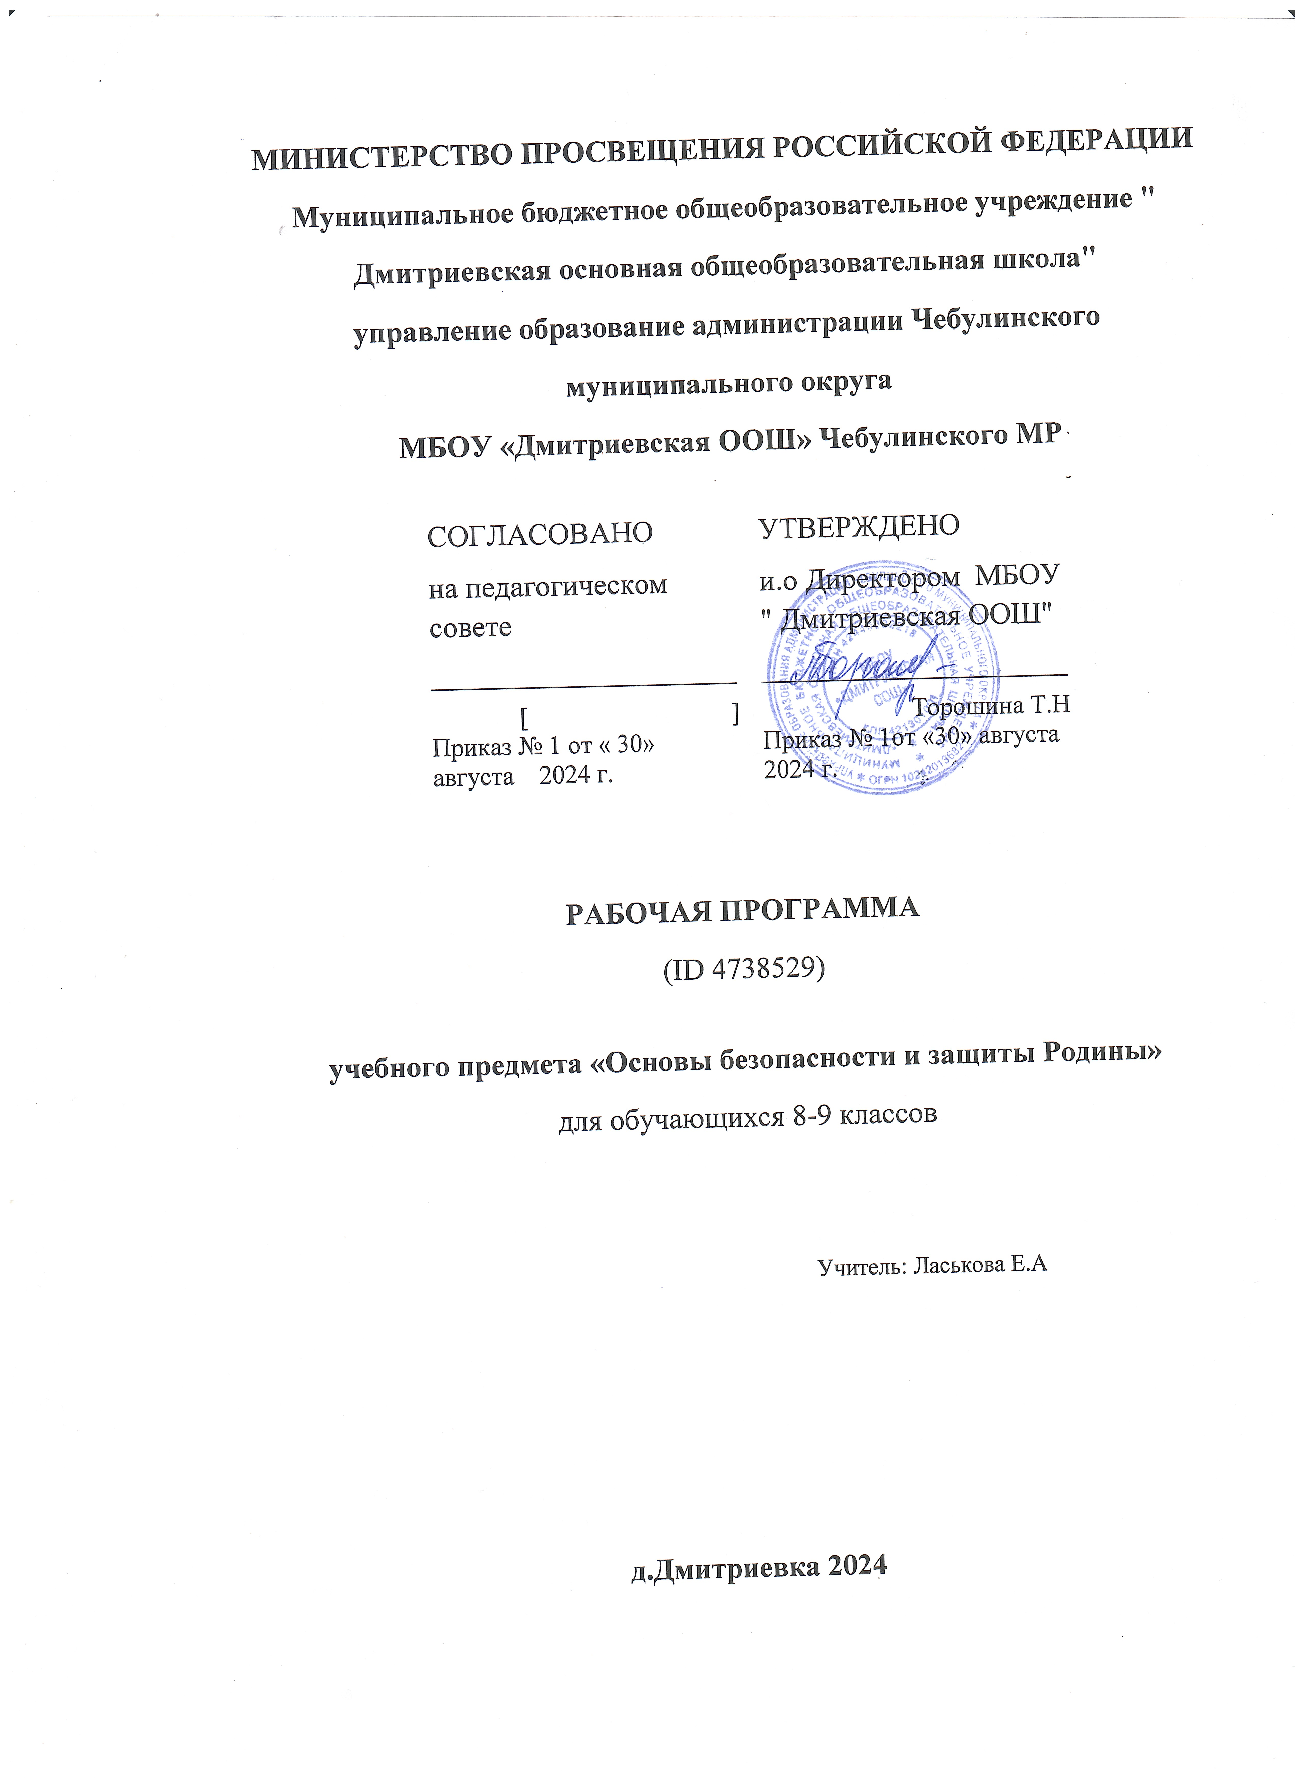 МИНИСТЕРСТВО ПРОСВЕЩЕНИЯ РОССИЙСКОЙ ФЕДЕРАЦИИ
Муниципальное бюджетное общеобразовательное учреждение "
Дмитриевская основная общеобразовательная школа"
управление образование администрации Чебулинского
муниципального округа
МБОУ «Дмитриевская ООШ» Чебулинского МР
СОГЛАСОВАНО
на педагогическом
совете
[ ]
Приказ № 1 от « 30»
августа 2024 г.
УТВЕРЖДЕНО
и.о Директором МБОУ
" Дмитриевская ООШ"
Торошина Т.Н
Приказ № 1от «30» августа
2024 г.
РАБОЧАЯ ПРОГРАММА
(ID 4738529)
учебного предмета «Основы безопасности и защиты Родины»
для обучающихся 8-9 классов
Учитель: Ласькова Е.А
д.Дмитриевка 2024